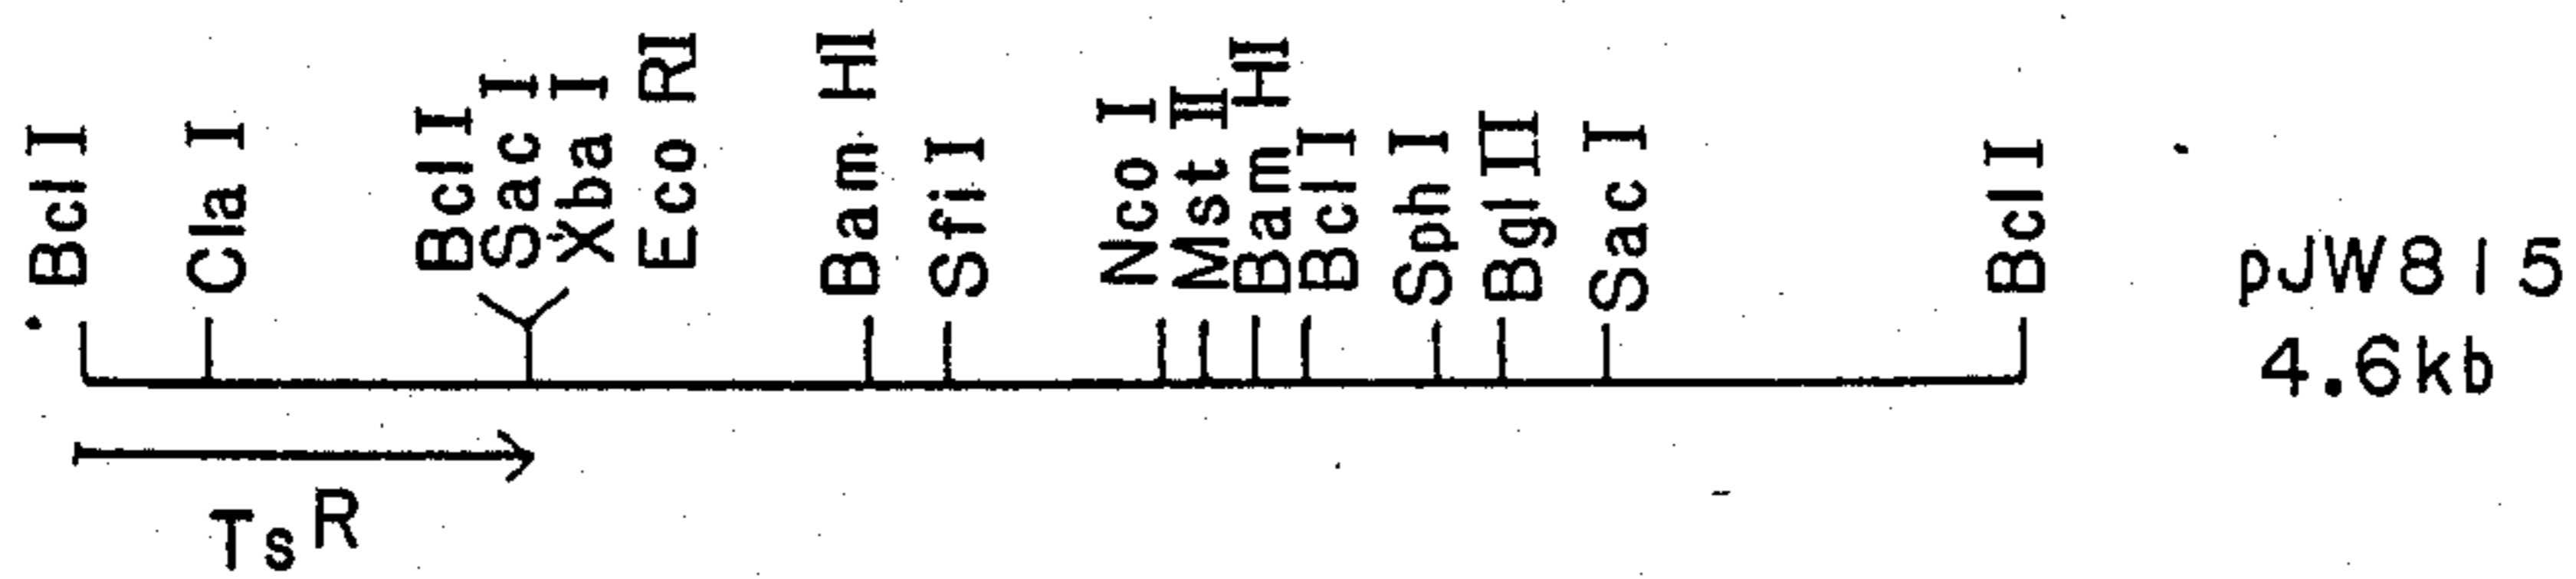 Bcl I
Cla I
Bcl I
Sac I
Xba I
Eco RI
Bam HI
Sfi I
Nco I
Mst II
Bam HI
Bcl I
Sph I
Bgl II
Sac I
Bcl I
pJW815
4.6kb
TsR